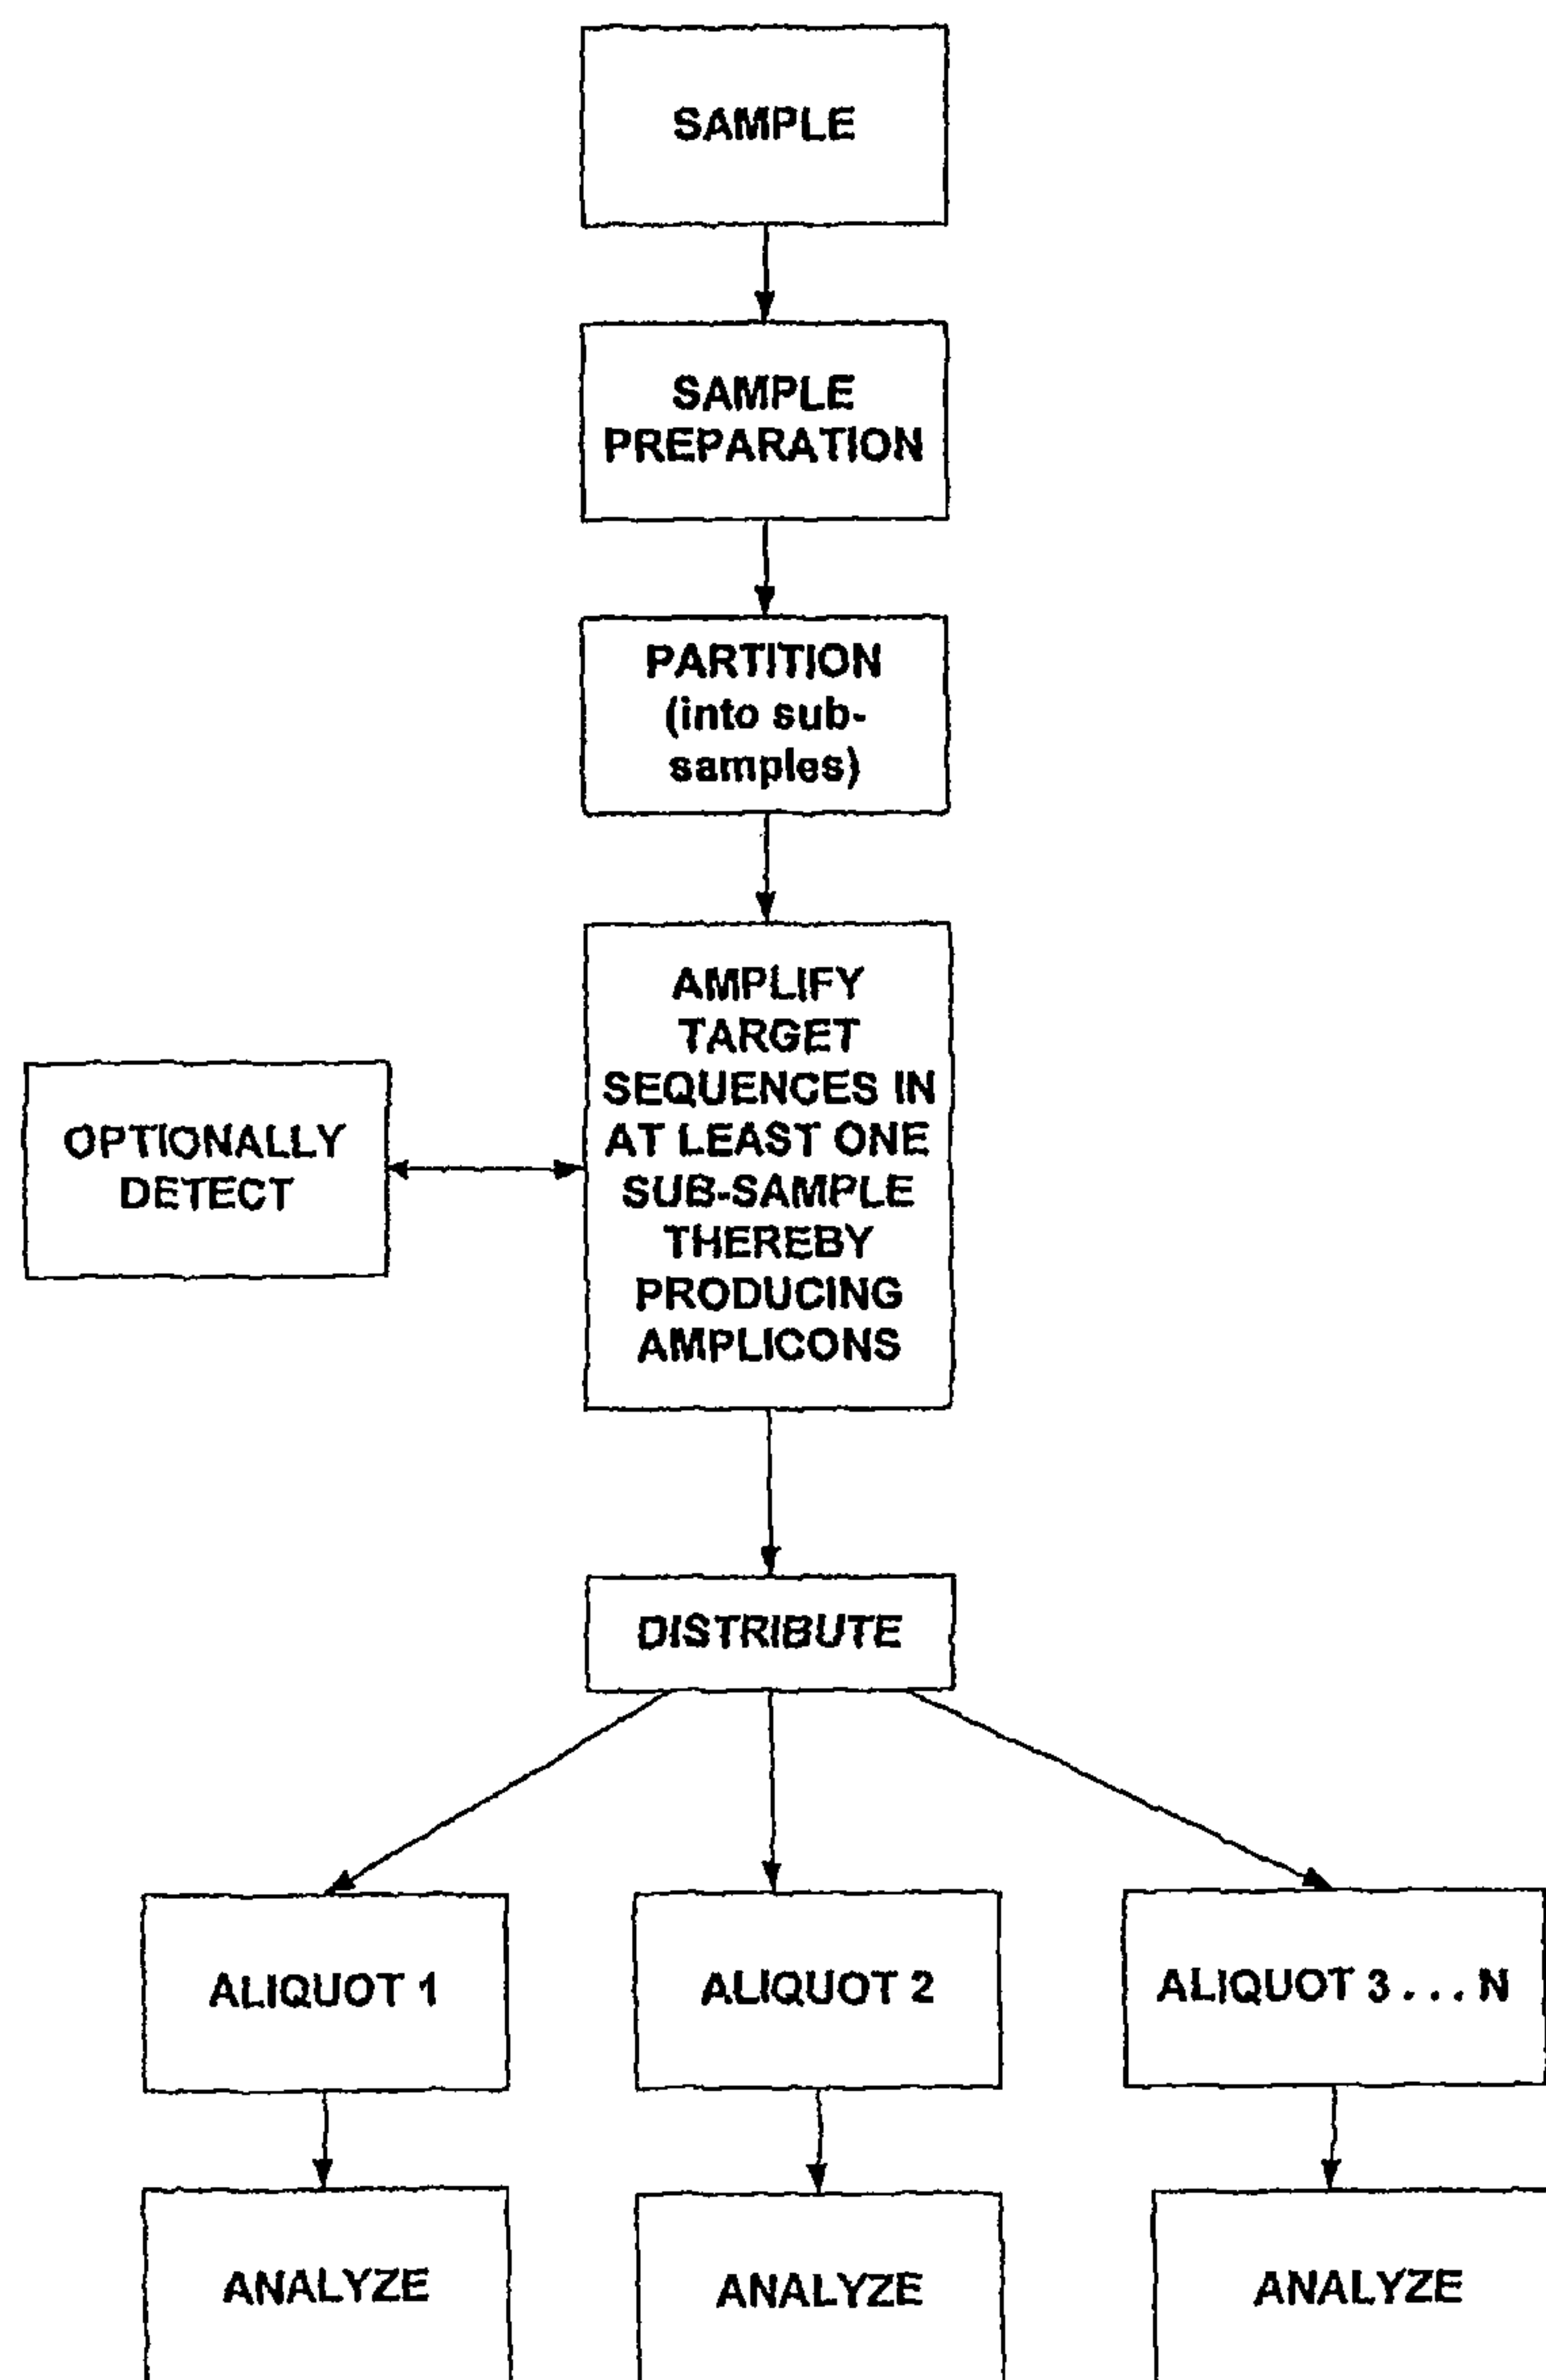 SAMPLE
SAMPLE
PREPARATION
PARTITION
(into sub-
samples)
AMPLIFY
TARGET
SEQUENCES IN
AT LEAST ONE
SUB-SAMPLE
THEREBY
PRODUCING
AMPLICONS
OPTIONALLY
DETECT
DISTRIBUTE
ALIQUOT 1
ALIQUOT 2
ALIQUOT 3 . . . N
ANALYZE
ANALYZE
ANALYZE